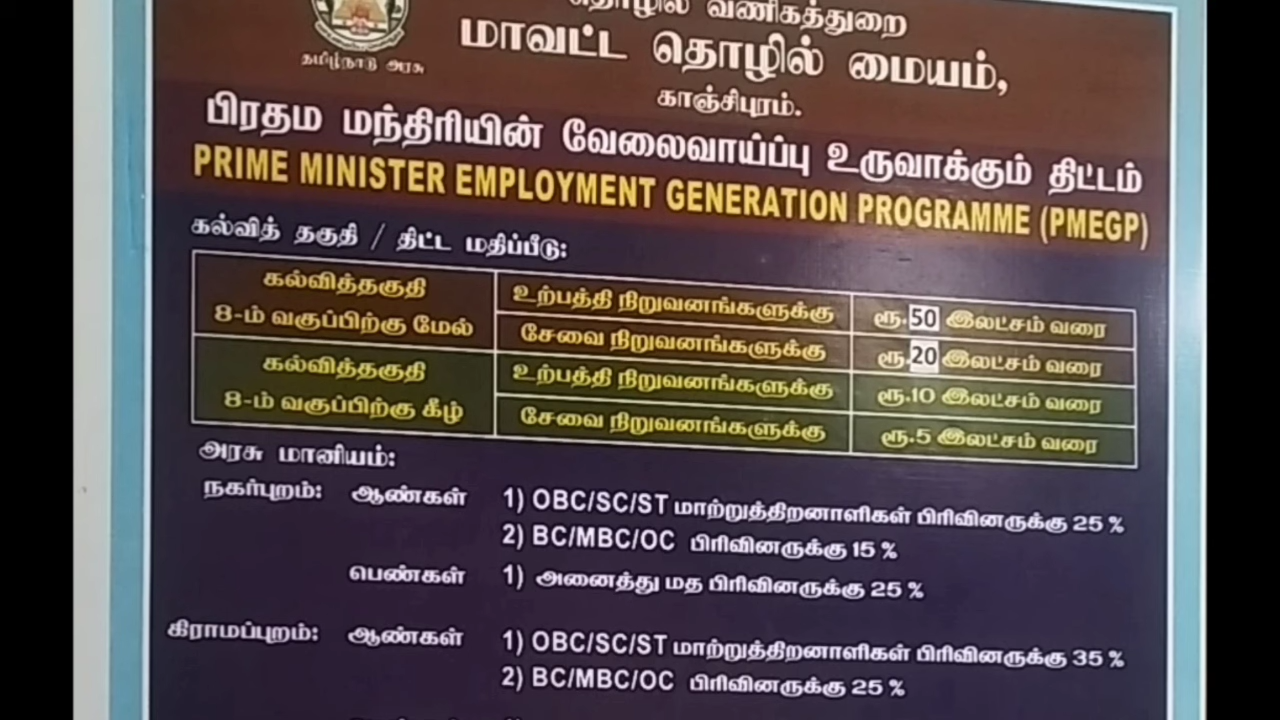 தொழில் வணிகத்துறை
மாவட்ட தொழில் மையம்,
தமிழ்நாடு அரசு
காஞ்சிபுரம்.
பிரதம மந்திரியின் வேலைவாய்ப்பு உருவாக்கும் திட்டம்
PRIME MINISTER EMPLOYMENT GENERATION PROGRAMME (PMEGP)
கல்வித் தகுதி / திட்ட மதிப்பீடு:
கல்வித்தகுதி
8-ம் வகுப்பிற்கு மேல்
உற்பத்தி நிறுவனங்களுக்கு ரூ.50 இலட்சம் வரை
சேவை நிறுவனங்களுக்கு ரூ.20 இலட்சம் வரை
கல்வித்தகுதி
8-ம் வகுப்பிற்கு கீழ்
உற்பத்தி நிறுவனங்களுக்கு ரூ.10 இலட்சம் வரை
சேவை நிறுவனங்களுக்கு ரூ.5 இலட்சம் வரை
அரசு மானியம்:
நகர்புறம்: ஆண்கள் 1) OBC/SC/ST மாற்றுத்திறனாளிகள் பிரிவினருக்கு 25 %
2) BC/MBC/OC பிரிவினருக்கு 15 %
பெண்கள் 1) அனைத்து மத பிரிவினருக்கு 25 %
கிராமப்புறம்: ஆண்கள் 1) OBC/SC/ST மாற்றுத்திறனாளிகள் பிரிவினருக்கு 35 %
2) BC/MBC/OC பிரிவினருக்கு 25 %